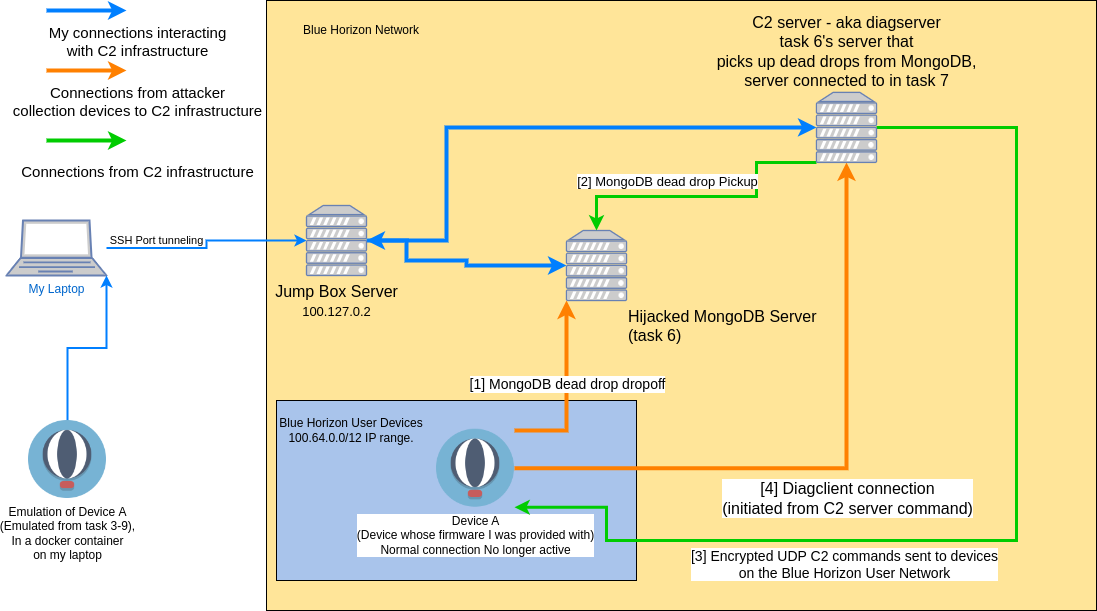 My connections interacting
with C2 infrastructure
Connections from attacker
collection devices to C2 infrastructure
Connections from C2 infrastructure
Blue Horizon Network
C2 server - aka diagserver
task 6's server that
picks up dead drops from MongoDB,
server connected to in task 7
[2] MongoDB dead drop Pickup
SSH Port tunneling
My Laptop
Jump Box Server
100.127.0.2
Hijacked MongoDB Server
(task 6)
[1] MongoDB dead drop dropoff
Blue Horizon User Devices
100.64.0.0/12 IP range.
Emulation of Device A
(Emulated from task 3-9),
In a docker container
on my laptop
Device A
(Device whose firmware I was provided with)
Normal connection No longer active
[4] Diagclient connection
(initiated from C2 server command)
[3] Encrypted UDP C2 commands sent to devices
on the Blue Horizon User Network